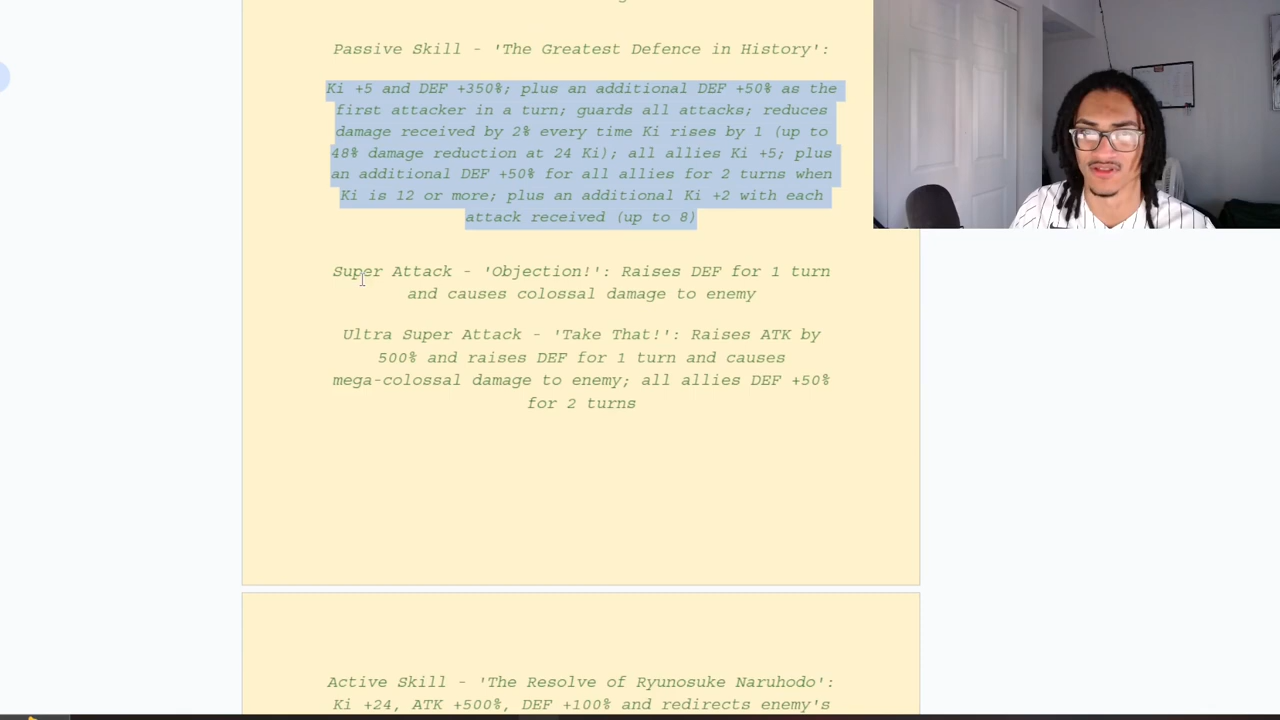 Passive Skill - 'The Greatest Defence in History':
Ki +5 and DEF +350%; plus an additional DEF +50% as the
first attacker in a turn; guards all attacks; reduces
damage received by 2% every time Ki rises by 1 (up to
48% damage reduction at 24 Ki); all allies Ki +5; plus
an additional DEF +50% for all allies for 2 turns when
Ki is 12 or more; plus an additional Ki +2 with each
attack received (up to 8)
Super Attack - 'Objection!': Raises DEF for 1 turn
and causes colossal damage to enemy
Ultra Super Attack - 'Take That!': Raises ATK by
500% and raises DEF for 1 turn and causes
mega-colossal damage to enemy; all allies DEF +50%
for 2 turns
Active Skill - 'The Resolve of Ryunosuke Naruhodo':
Ki +24, ATK +500%, DEF +100% and redirects enemy's